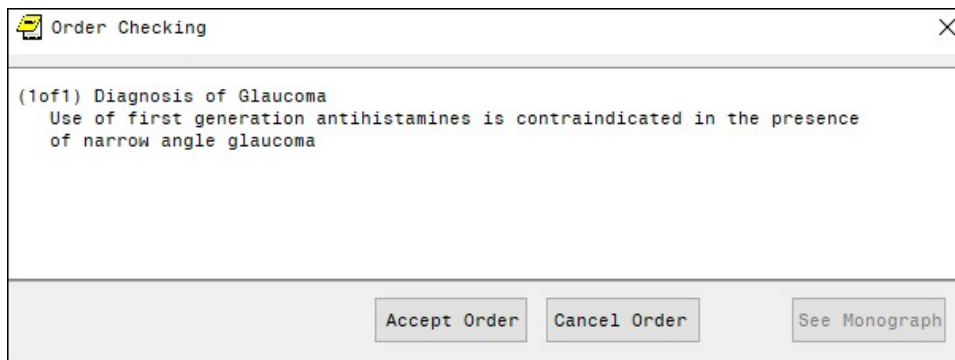 Order Checking
(1of1) Diagnosis of Glaucoma
Use of first generation antihistamines is contraindicated in the presence
of narrow angle glaucoma
Accept Order Cancel Order See Monograph